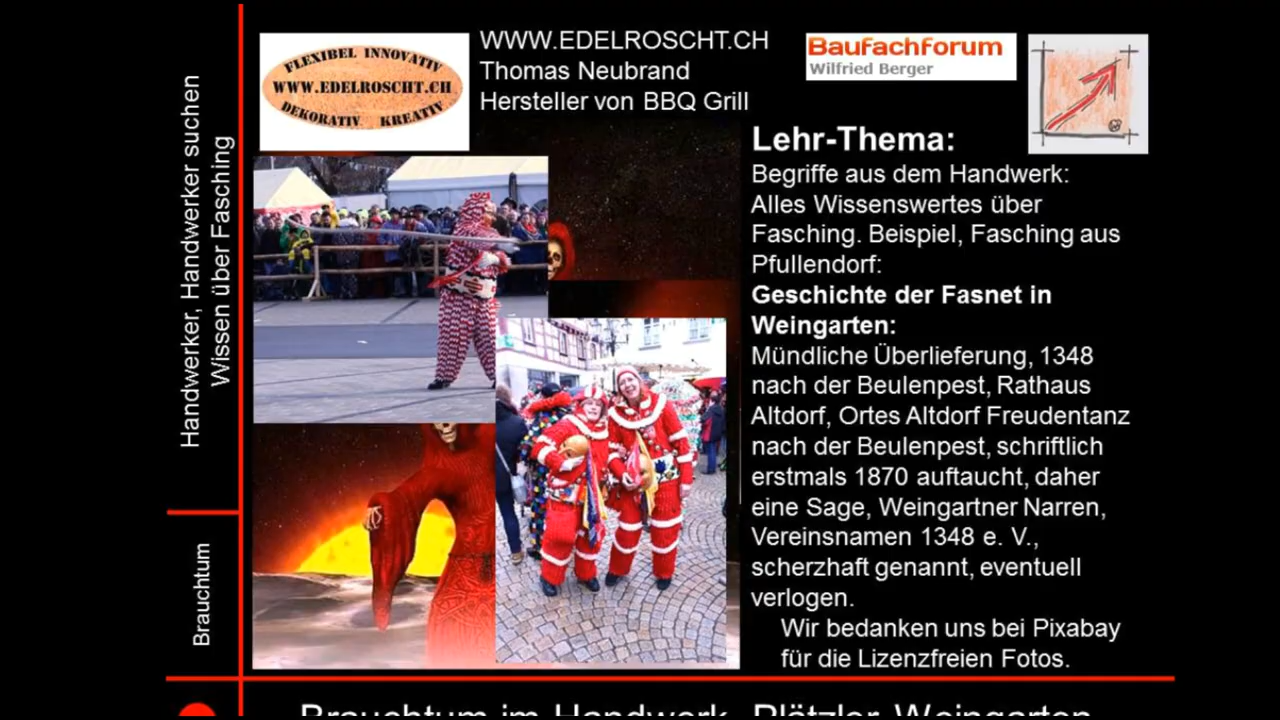 Handwerker, Handwerker suchen
Wissen über Fasching
Brauchtum
FLEXIBEL INNOVATIV
WWW.EDELROSCHT.CH
DEKORATIV KREATIV
WWW.EDELROSCHT.CH
Thomas Neubrand
Hersteller von BBQ Grill
Baufachforum
Wilfried Berger
Lehr-Thema:
Begriffe aus dem Handwerk:
Alles Wissenswertes über
Fasching. Beispiel, Fasching aus
Pfullendorf:
Geschichte der Fasnet in
Weingarten:
Mündliche Überlieferung, 1348
nach der Beulenpest, Rathaus
Altdorf, Ortes Altdorf Freudentanz
nach der Beulenpest, schriftlich
erstmals 1870 auftaucht, daher
eine Sage, Weingartner Narren,
Vereinsnamen 1348 e. V.,
scherzhaft genannt, eventuell
verlogen.
Wir bedanken uns bei Pixabay
für die Lizenzfreien Fotos.
Brauchtum im Handwerk, Plätzler-Weingarten